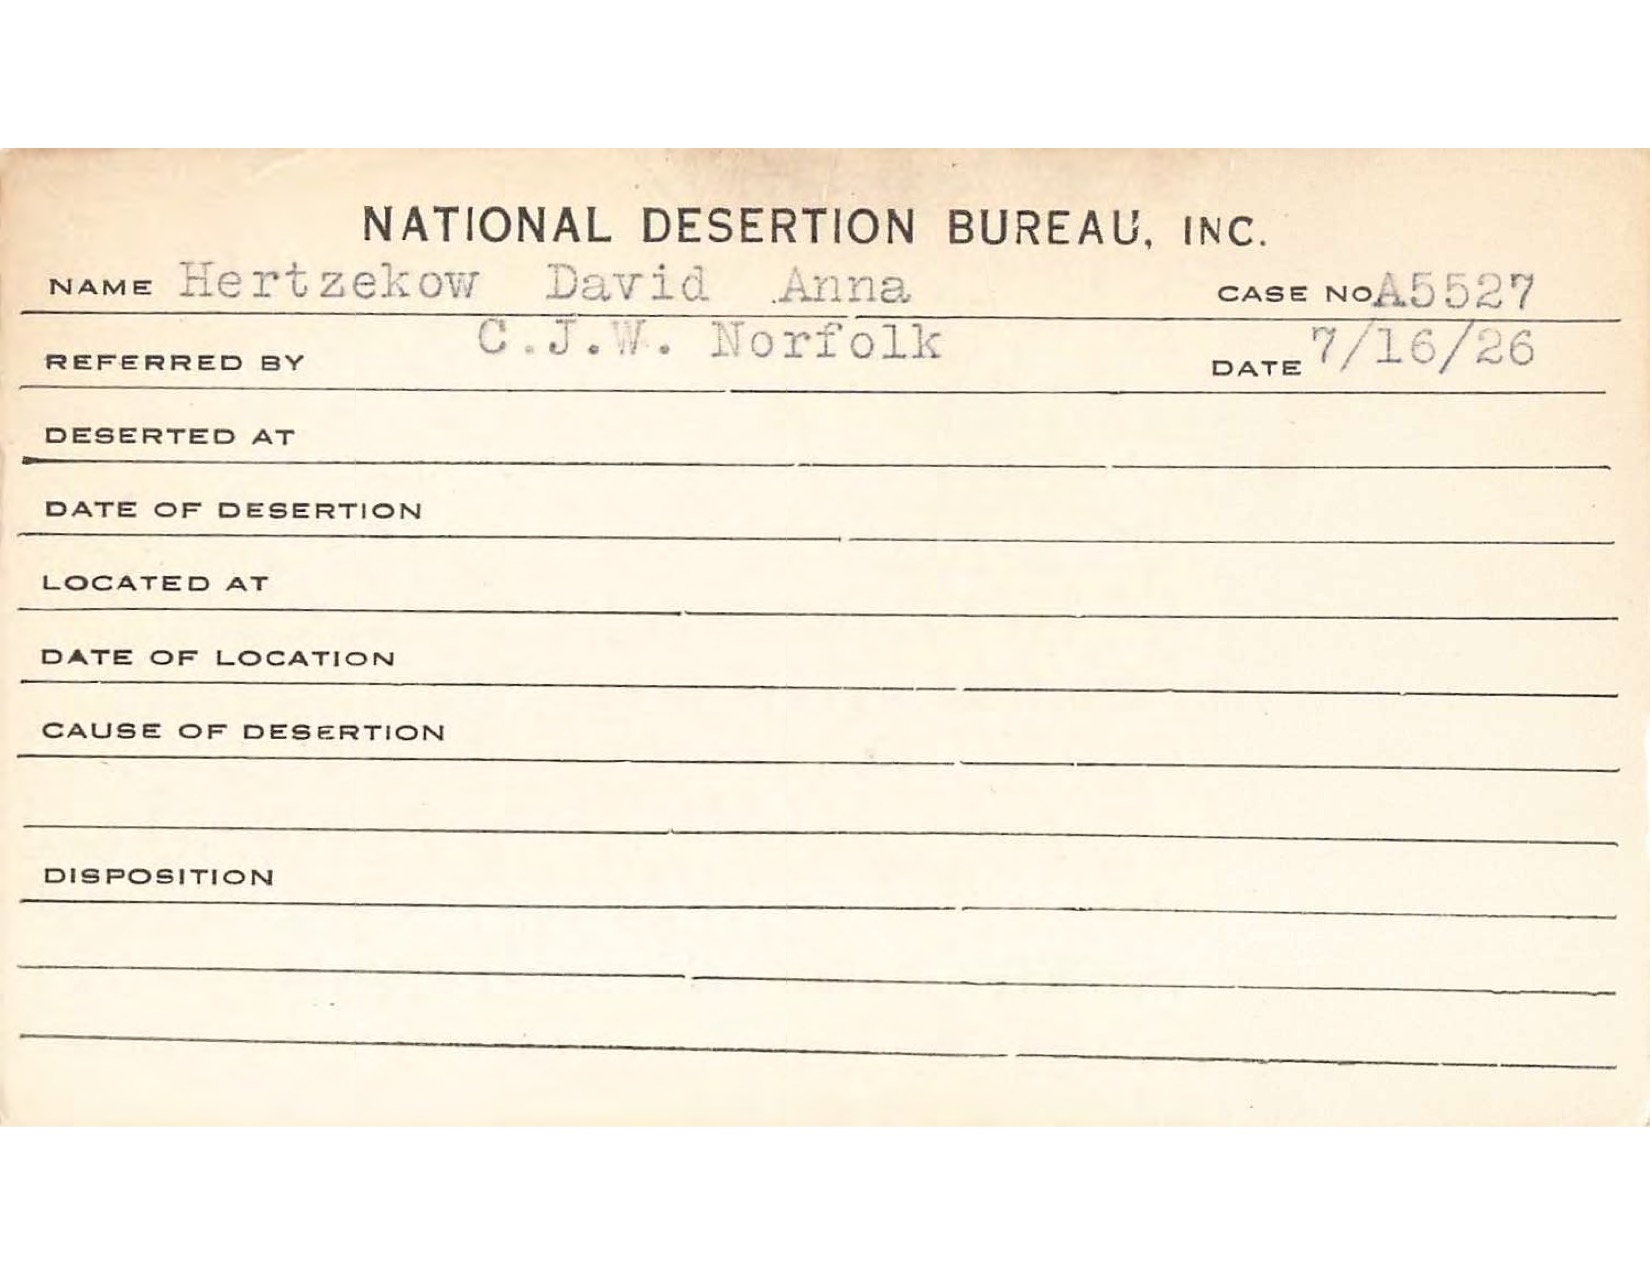 NATIONAL DESERTION BUREAU, INC.
NAME Hertzekow David Anna CASE NO. A5527
REFERRED BY C.J.W. Norfolk DATE 7/16/26
DESERTED AT
DATE OF DESERTION
LOCATED AT
DATE OF LOCATION
CAUSE OF DESERTION
DISPOSITION